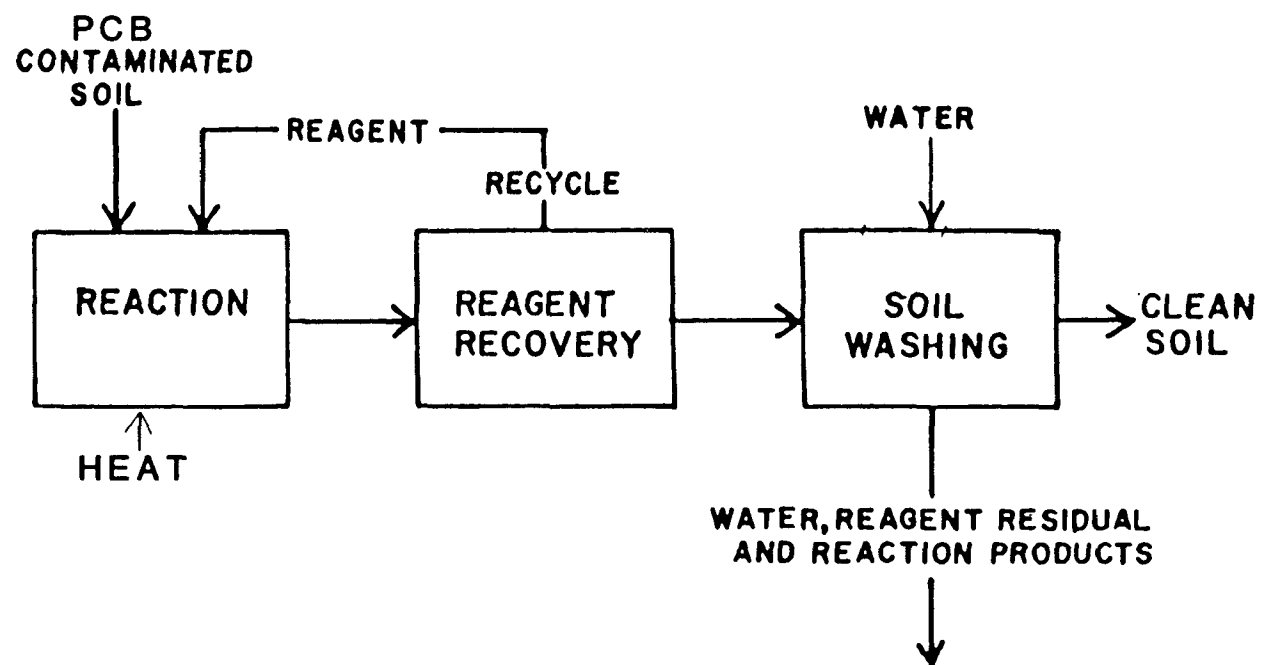 PCB
CONTAMINATED
SOIL
REAGENT
RECYCLE
WATER
REACTION
REAGENT
RECOVERY
SOIL
WASHING
CLEAN
SOIL
HEAT
WATER, REAGENT RESIDUAL
AND REACTION PRODUCTS